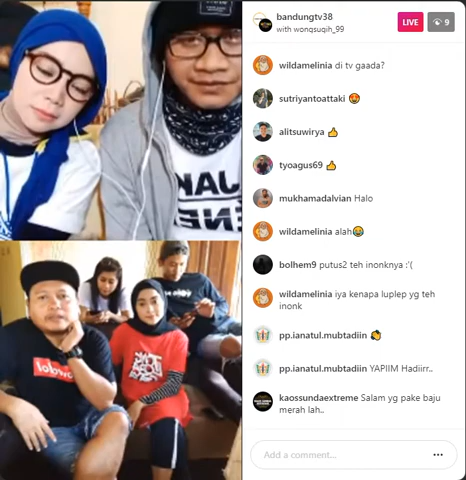 bandungtv38
with wonqsuqih_99
LIVE
9
wildamelinia di tv gaada?
sutriyantoattaki
alitsuwirya
tyoagus69
mukhamadalvian Halo
wildamelinia alah
bolhem9 putus2 teh inonknya :'(
wildamelinia iya kenapa luplep yg teh
inonk
pp.ianatul.mubtadiin
pp.ianatul.mubtadiin YAPIIM Hadiirr..
kaossundaextreme Salam yg pake baju
merah lah..
Add a comment...